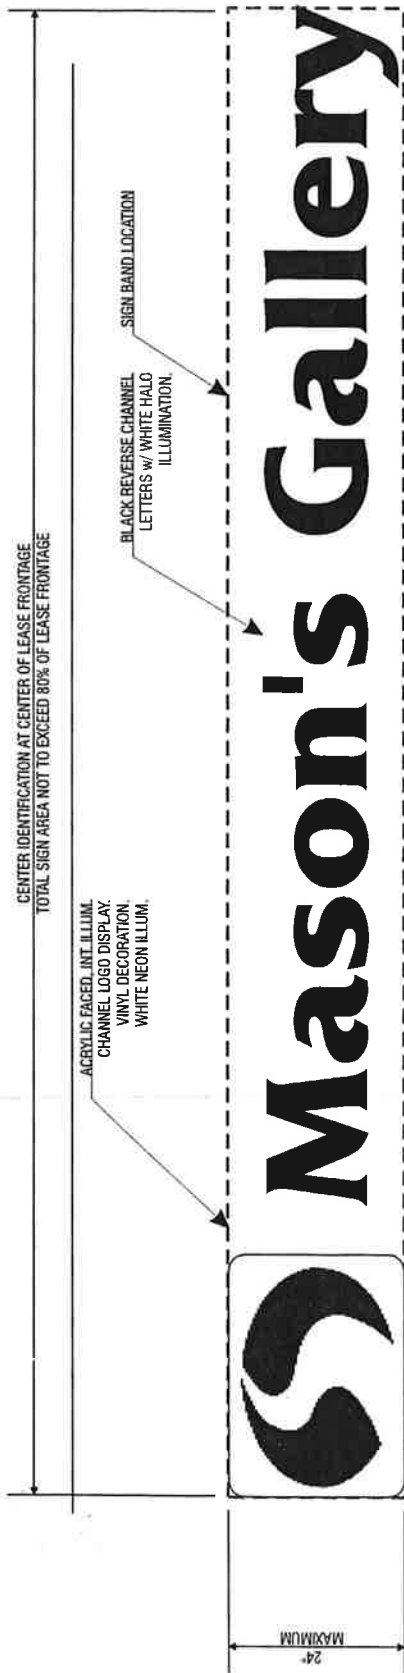 CENTER IDENTIFICATION AT CENTER OF LEASE FRONTAGE
TOTAL SIGN AREA NOT TO EXCEED 80% OF LEASE FRONTAGE
ACRYLIC FACED, INT. ILLUM.
CHANNEL LOGO DISPLAY.
VINYL DECORATION.
WHITE NEON ILLUM.
BLACK REVERSE CHANNEL
LETTERS w/ WHITE HALO
ILLUMINATION.
SIGN BAND LOCATION
24"
MAXIMUM
Mason's Gallery